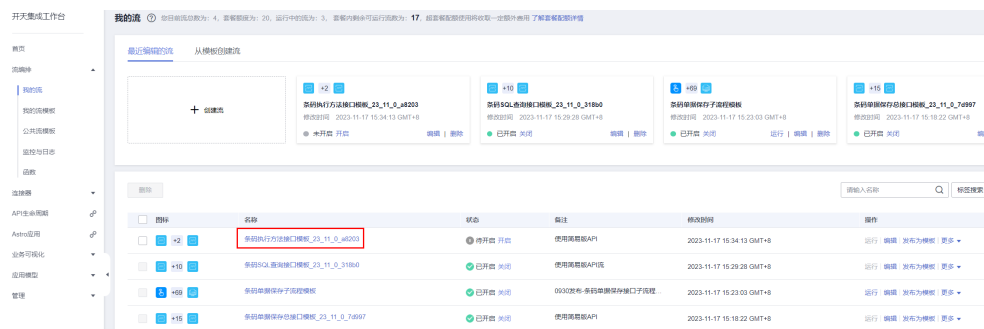 开天集成工作台
首页
流编排
我的流
我的流模板
公共流模板
监控与日志
函数
连接器
API生命周期
Astro应用
业务可视化
应用模型
管理
我的流 您目前流总数为：4，套餐额度为：20，运行中的流为：3，套餐内剩余可运行流数为：17，超套餐配额使用将收取一定额外费用 了解套餐配额详情
最近编辑的流 从模板创建流
+ 创建流
+2
条码执行方法接口模板_23_11_0_a8203
修改时间 2023-11-17 15:34:13 GMT+8
未开启 开启 编辑 | 删除
+10
条码SQL查询接口模板_23_11_0_318b0
修改时间 2023-11-17 15:29:28 GMT+8
已开启 关闭 编辑 | 删除
+69
条码单据保存子流程模板
修改时间 2023-11-17 15:23:03 GMT+8
已开启 关闭 运行 | 编辑 | 删除
+15
条码单据保存总接口模板_23_11_0_7d997
修改时间 2023-11-17 15:18:22 GMT+8
已开启 关闭
删除 请输入名称 标签搜索
图标 名称 状态 备注 修改时间 操作
+2 条码执行方法接口模板_23_11_0_a8203 待开启 开启 使用简易版API 2023-11-17 15:34:13 GMT+8 运行 编辑 发布为模板 更多
+10 条码SQL查询接口模板_23_11_0_318b0 已开启 关闭 使用简易版API流 2023-11-17 15:29:28 GMT+8 运行 编辑 发布为模板 更多
+69 条码单据保存子流程模板 已开启 关闭 0930发布-条码单据保存接口子流程... 2023-11-17 15:23:03 GMT+8 运行 编辑 发布为模板 更多
+15 条码单据保存总接口模板_23_11_0_7d997 已开启 关闭 使用简易版API 2023-11-17 15:18:22 GMT+8 运行 编辑 发布为模板 更多